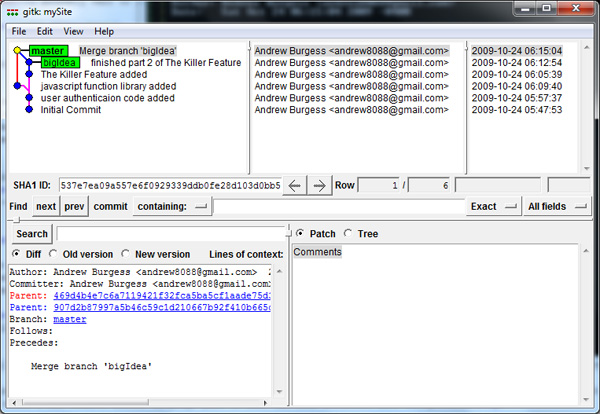 gitk: mySite
File Edit View Help
master Merge branch 'bigIdea' Andrew Burgess <andrew8088@gmail.com> 2009-10-24 06:15:04
bigIdea finished part 2 of The Killer Feature Andrew Burgess <andrew8088@gmail.com> 2009-10-24 06:12:54
The Killer Feature added Andrew Burgess <andrew8088@gmail.com> 2009-10-24 06:05:39
javascript function library added Andrew Burgess <andrew8088@gmail.com> 2009-10-24 06:09:40
user authenticaion code added Andrew Burgess <andrew8088@gmail.com> 2009-10-24 05:57:37
Initial Commit Andrew Burgess <andrew8088@gmail.com> 2009-10-24 05:47:53
SHA1 ID: 537e7ea09a557e6f0929339ddb0fe28d103d0bb5 Row 1 / 6
Find next prev commit containing: Exact All fields
Search Patch Tree
Diff Old version New version Lines of context: Comments
Author: Andrew Burgess <andrew8088@gmail.com> 2
Committer: Andrew Burgess <andrew8088@gmail.com>
Parent: 469d4b4e7c6a7119421f32fca5ba5cf1aade75d
Parent: 907d2b87997a5b46c59c1d210667b92f410b665
Branch: master
Follows:
Precedes:
Merge branch 'bigIdea'